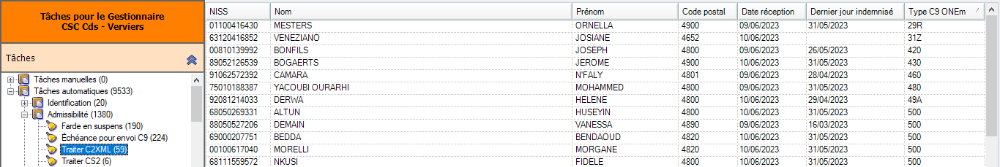 Tâches pour le Gestionnaire
CSC Cds - Verviers
Tâches
Tâches manuelles (0)
Tâches automatiques (9533)
Identification (20)
Admissibilité (1380)
Farde en suspens (190)
Échéance pour envoi C9 (224)
Traiter C2XML (59)
Traiter CS2 (6)
NISS Nom Prénom Code postal Date réception Dernier jour indemnisé Type C9 ONEm
01100416430 MESTERS ORNELLA 4900 09/06/2023 31/05/2023 29R
63120416852 VENEZIANO JOSIANE 4652 10/06/2023 31Z
00810139992 BONFILS JOSEPH 4800 09/06/2023 26/05/2023 420
89052126539 BOGAERTS JEROME 4900 10/06/2023 31/05/2023 430
91062572392 CAMARA N'FALY 4801 09/06/2023 28/04/2023 460
75010188387 YACOUBI OURARHI MOHAMMED 4800 09/06/2023 31/05/2023 480
92081214033 DERWA HELENE 4800 10/06/2023 29/04/2023 49A
68050269331 ALTUN HUSEYIN 4800 10/06/2023 31/05/2023 500
88050527206 DEMAIN VANESSA 4890 09/06/2023 16/03/2023 500
69000207751 BEDDA BENDAOUD 4820 10/06/2023 31/05/2023 500
00100617040 MORELLI MORGANE 4820 10/06/2023 31/05/2023 500
68111559572 NKUSI FIDELE 4800 10/06/2023 31/05/2023 500